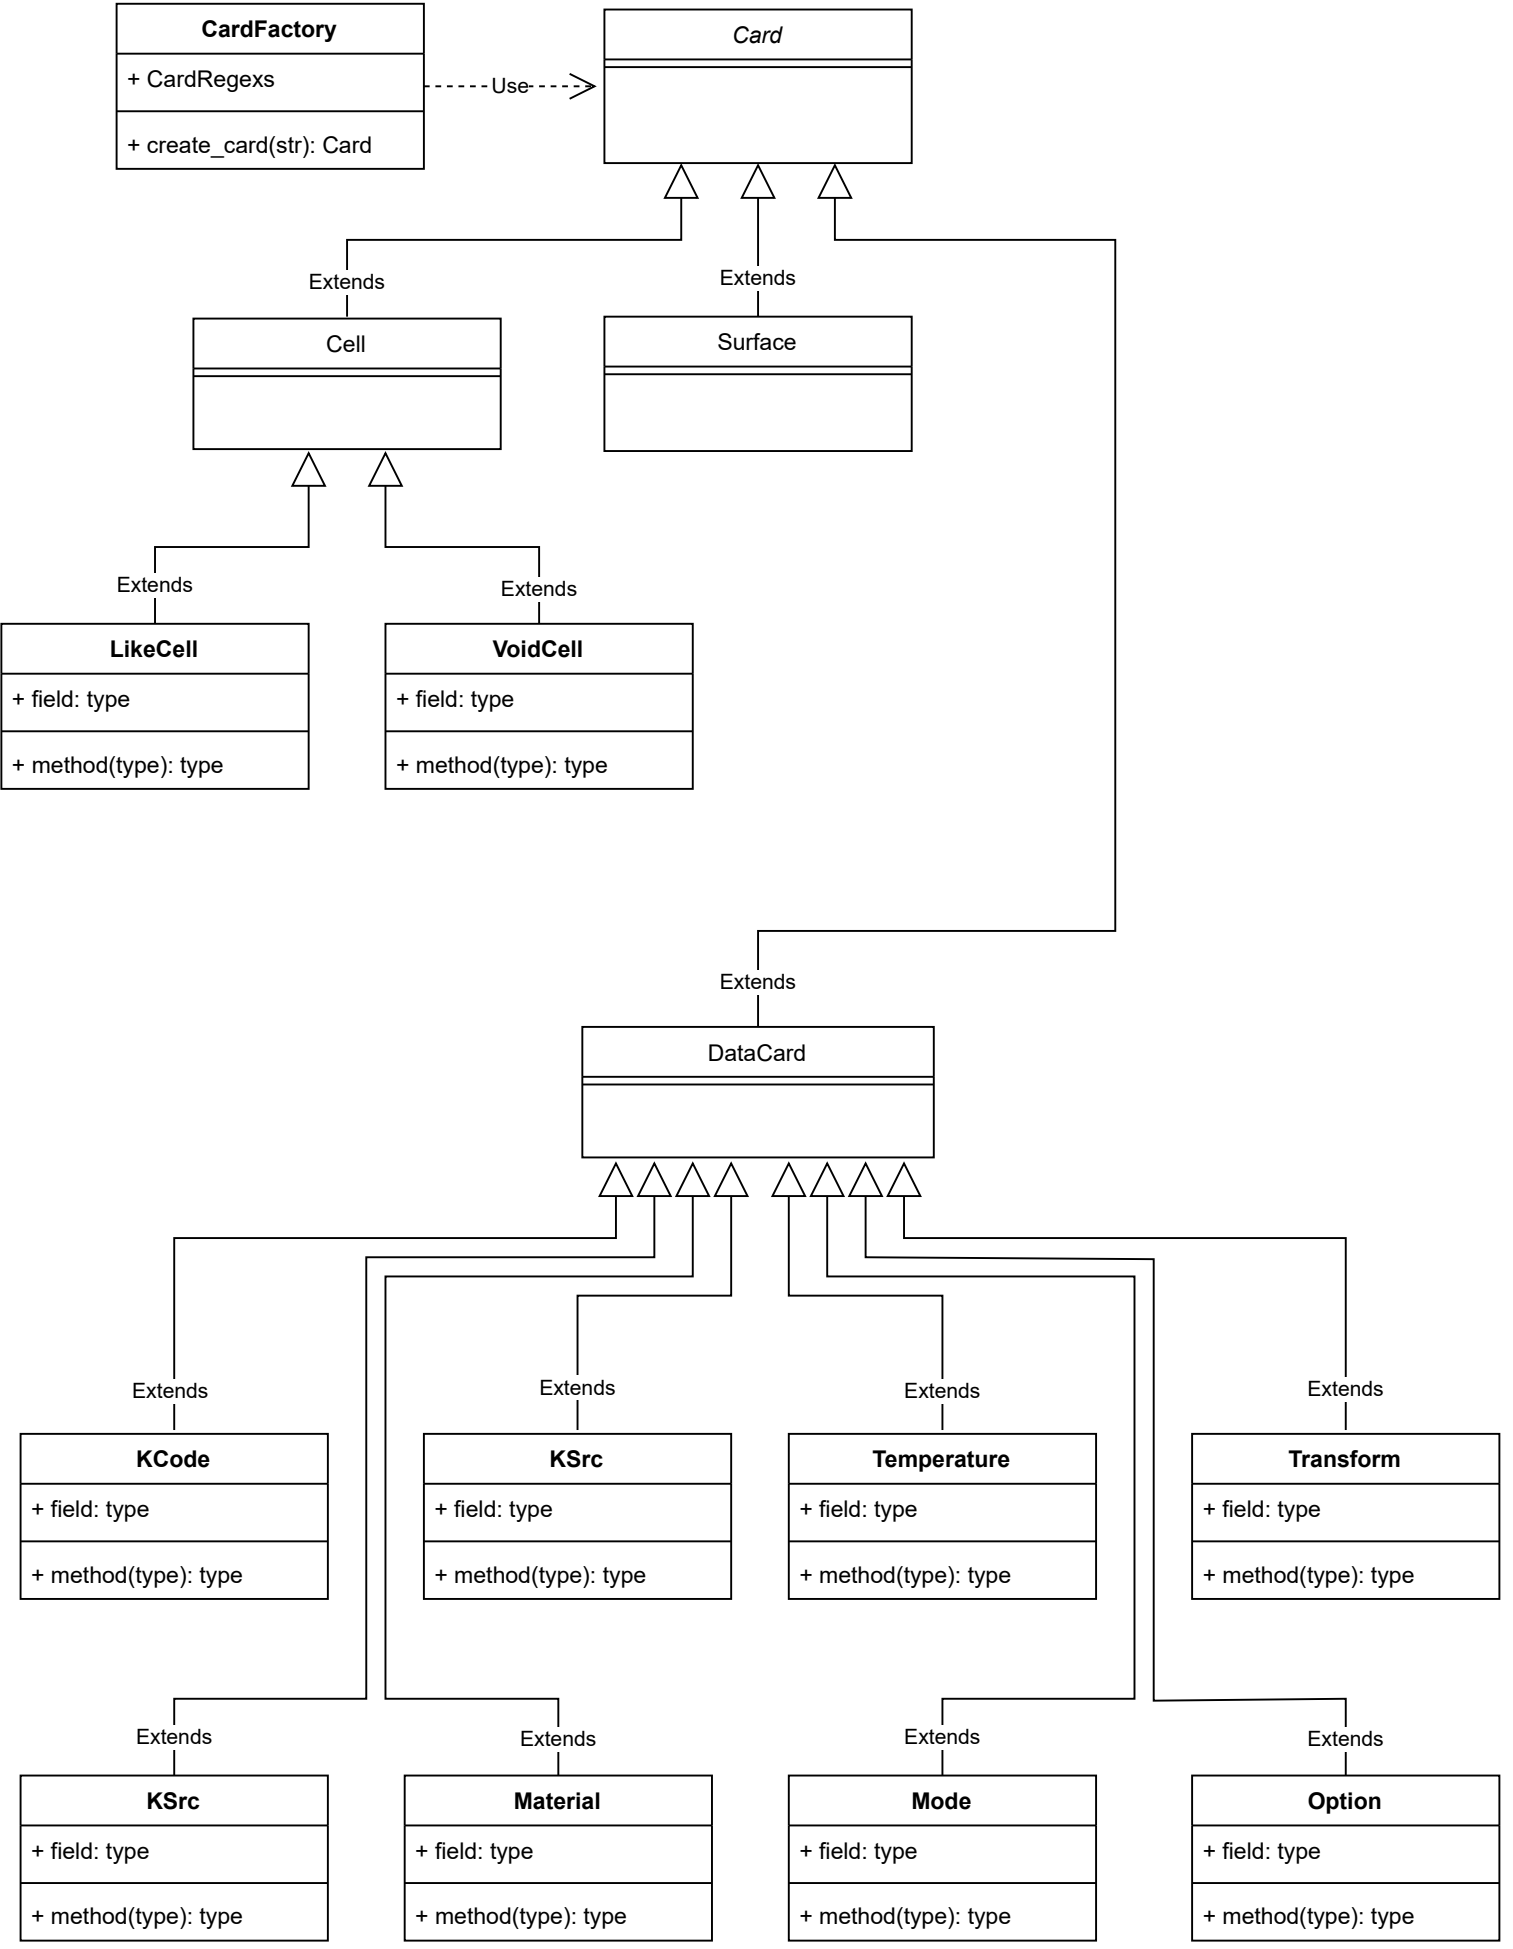 CardFactory
+ CardRegexs
+ create_card(str): Card
Use
Card
Extends
Extends
Cell
Surface
Extends
Extends
LikeCell
+ field: type
+ method(type): type
VoidCell
+ field: type
+ method(type): type
Extends
DataCard
Extends
Extends
Extends
Extends
KCode
+ field: type
+ method(type): type
KSrc
+ field: type
+ method(type): type
Temperature
+ field: type
+ method(type): type
Transform
+ field: type
+ method(type): type
Extends
Extends
Extends
Extends
KSrc
+ field: type
+ method(type): type
Material
+ field: type
+ method(type): type
Mode
+ field: type
+ method(type): type
Option
+ field: type
+ method(type): type